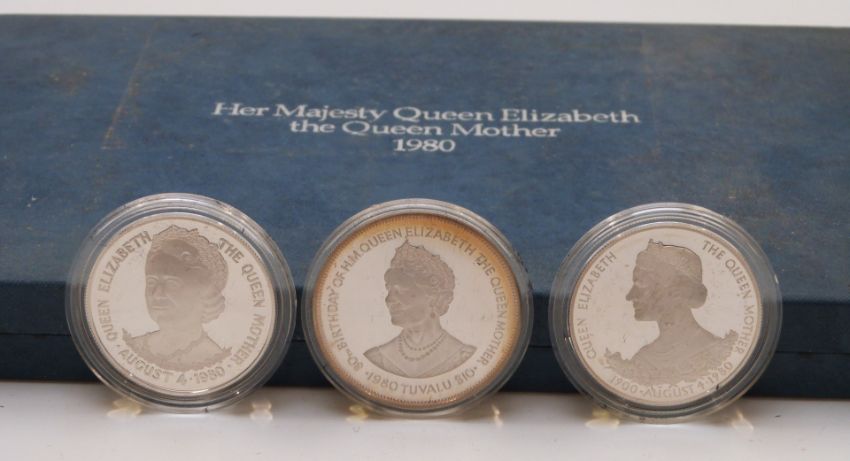 Her Majesty Queen Elizabeth
the Queen Mother
1980
QUEEN ELIZABETH THE QUEEN MOTHER
· AUGUST 4 · 1980 ·
80TH BIRTHDAY OF H.M QUEEN ELIZABETH THE QUEEN MOTHER
· 1980 TUVALU $10 ·
QUEEN ELIZABETH THE QUEEN MOTHER
1900 - AUGUST 4 - 1980